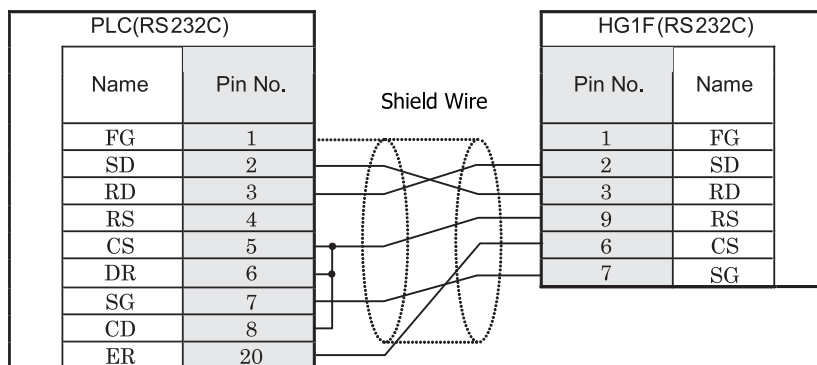 PLC(RS232C)
Name Pin No.
FG 1
SD 2
RD 3
RS 4
CS 5
DR 6
SG 7
CD 8
ER 20
Shield Wire
HG1F(RS232C)
Pin No. Name
1 FG
2 SD
3 RD
9 RS
6 CS
7 SG